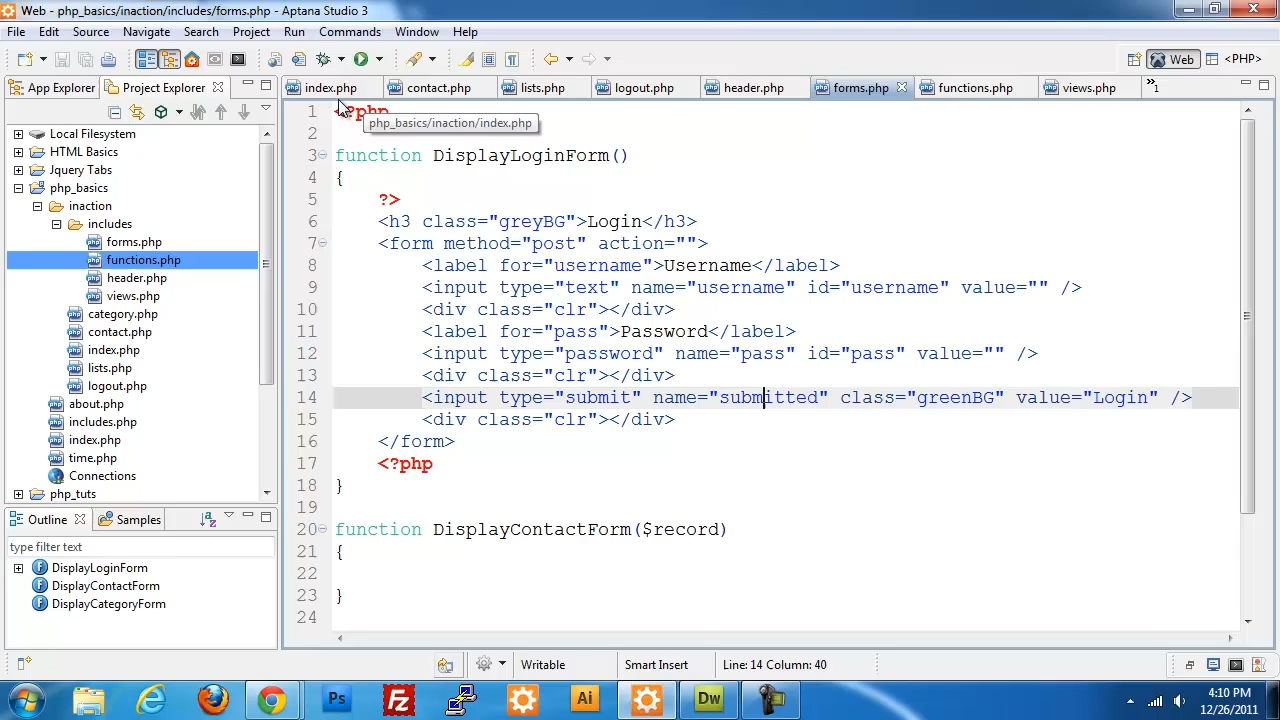 Web - php_basics/inaction/includes/forms.php - Aptana Studio 3
File Edit Source Navigate Search Project Run Commands Window Help
Web <PHP>
App Explorer Project Explorer
index.php contact.php lists.php logout.php header.php forms.php functions.php views.php »1
php_basics/inaction/index.php
Local Filesystem
HTML Basics
Jquery Tabs
php_basics
inaction
includes
forms.php
functions.php
header.php
views.php
category.php
contact.php
index.php
lists.php
logout.php
about.php
includes.php
index.php
time.php
Connections
php_tuts
Outline Samples
type filter text
DisplayLoginForm
DisplayContactForm
DisplayCategoryForm
1 <?php
2
3 function DisplayLoginForm()
4 {
5 ?>
6 <h3 class="greyBG">Login</h3>
7 <form method="post" action="">
8 <label for="username">Username</label>
9 <input type="text" name="username" id="username" value="" />
10 <div class="clr"></div>
11 <label for="pass">Password</label>
12 <input type="password" name="pass" id="pass" value="" />
13 <div class="clr"></div>
14 <input type="submit" name="submitted" class="greenBG" value="Login" />
15 <div class="clr"></div>
16 </form>
17 <?php
18 }
19
20 function DisplayContactForm($record)
21 {
22
23 }
24
Writable Smart Insert Line: 14 Column: 40
Ps Fz Ai Dw
4:10 PM
12/26/2011